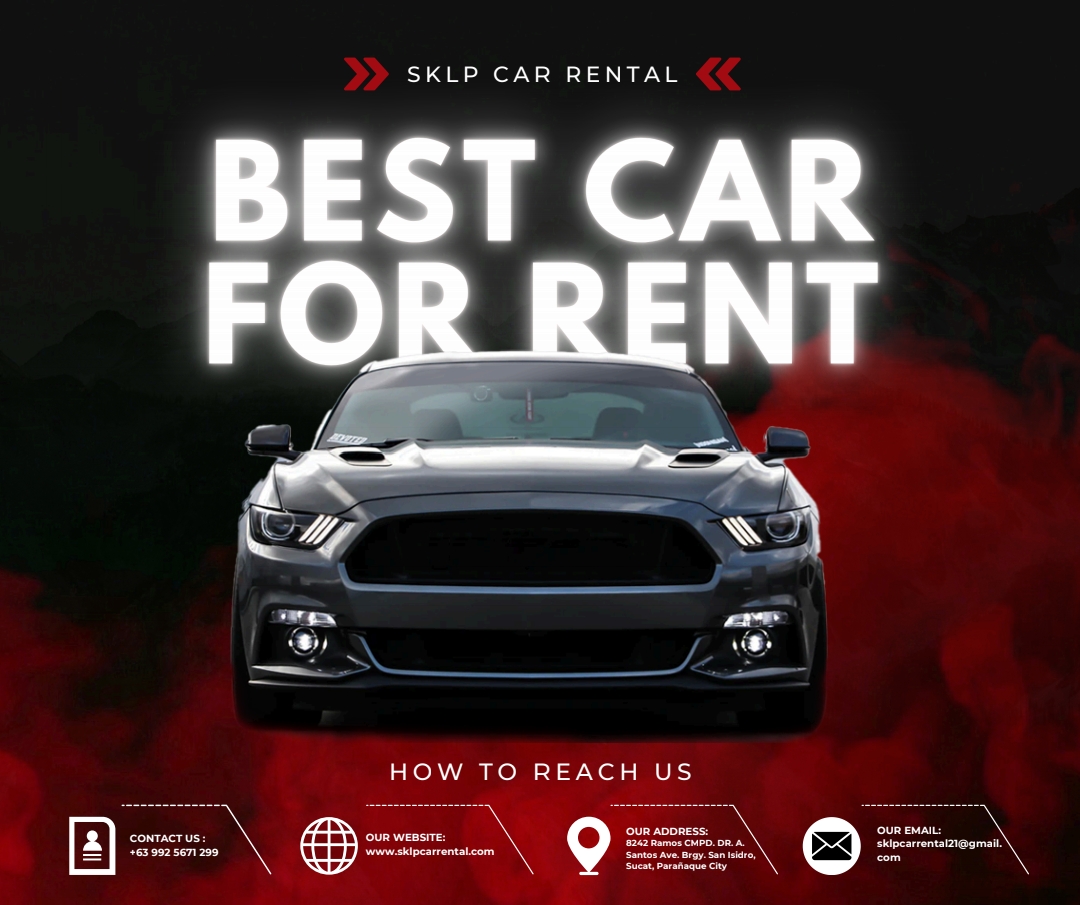 SKLP CAR RENTAL
BEST CAR
FOR RENT
HOW TO REACH US
CONTACT US :
+63 992 5671 299
OUR WEBSITE:
www.sklpcarrental.com
OUR ADDRESS:
8242 Ramos CMPD. DR. A.
Santos Ave. Brgy. San Isidro,
Sucat, Parañaque City
OUR EMAIL:
sklpcarrental21@gmail.
com